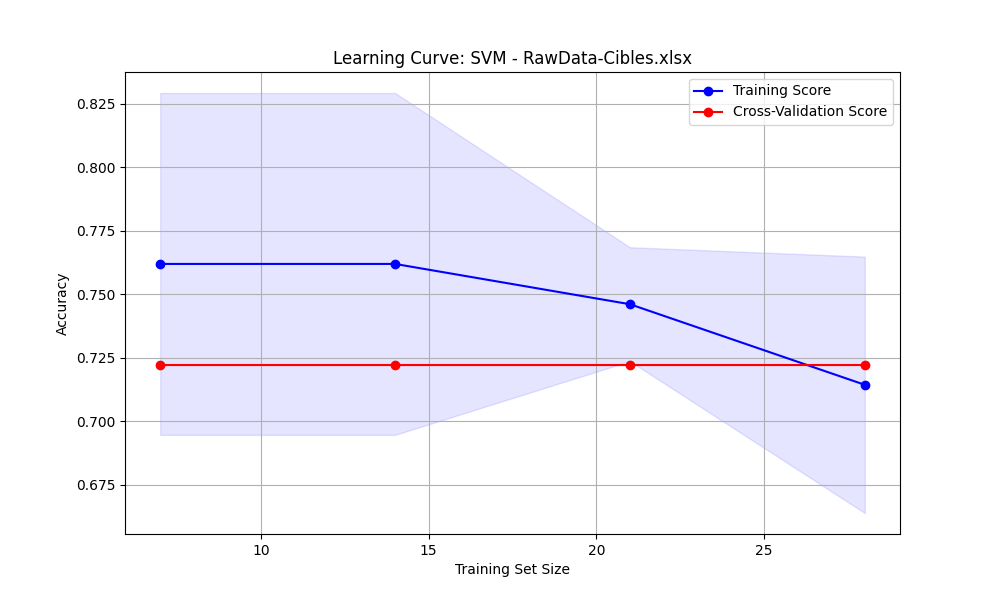 Learning Curve: SVM - RawData-Cibles.xlsx
Training Score
Cross-Validation Score
0.825
0.800
0.775
0.750
0.725
0.700
0.675
Accuracy
10 15 20 25
Training Set Size